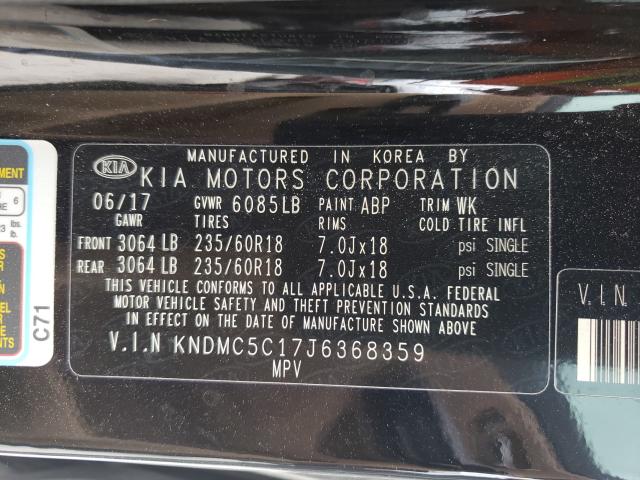 KIA
MANUFACTURED IN KOREA BY
KIA MOTORS CORPORATION
06/17 GVWR 6085LB PAINT ABP TRIM WK
GAWR TIRES RIMS COLD TIRE INFL
FRONT 3064 LB 235/60R18 7.0Jx18 psi SINGLE
REAR 3064 LB 235/60R18 7.0Jx18 psi SINGLE
THIS VEHICLE CONFORMS TO ALL APPLICABLE U.S.A. FEDERAL
MOTOR VEHICLE SAFETY AND THEFT PREVENTION STANDARDS
IN EFFECT ON THE DATE OF MANUFACTURE SHOWN ABOVE.
V.I.N KNDMC5C17J6368359
MPV
C71
V.I.N